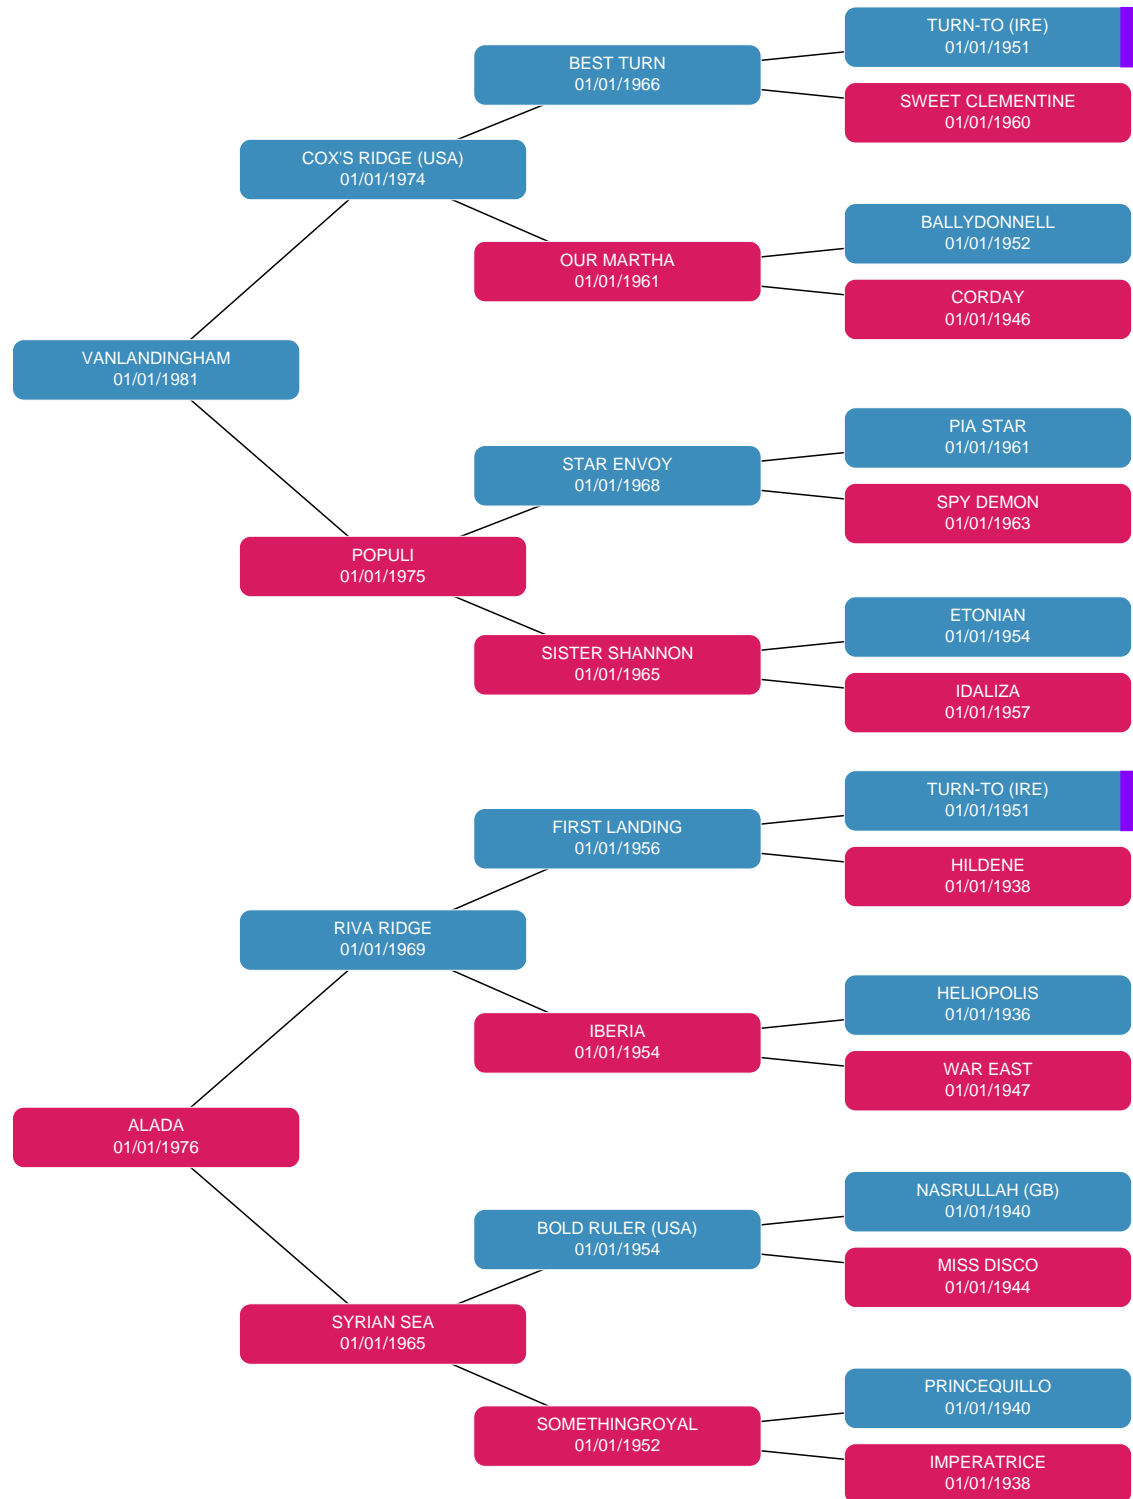 TURN-TO (IRE)
01/01/1951
BEST TURN
01/01/1966
SWEET CLEMENTINE
01/01/1960
COX'S RIDGE (USA)
01/01/1974
BALLYDONNELL
01/01/1952
OUR MARTHA
01/01/1961
CORDAY
01/01/1946
VANLANDINGHAM
01/01/1981
PIA STAR
01/01/1961
STAR ENVOY
01/01/1968
SPY DEMON
01/01/1963
POPULI
01/01/1975
ETONIAN
01/01/1954
SISTER SHANNON
01/01/1965
IDALIZA
01/01/1957
TURN-TO (IRE)
01/01/1951
FIRST LANDING
01/01/1956
HILDENE
01/01/1938
RIVA RIDGE
01/01/1969
HELIOPOLIS
01/01/1936
IBERIA
01/01/1954
WAR EAST
01/01/1947
ALADA
01/01/1976
NASRULLAH (GB)
01/01/1940
BOLD RULER (USA)
01/01/1954
MISS DISCO
01/01/1944
SYRIAN SEA
01/01/1965
PRINCEQUILLO
01/01/1940
SOMETHINGROYAL
01/01/1952
IMPERATRICE
01/01/1938